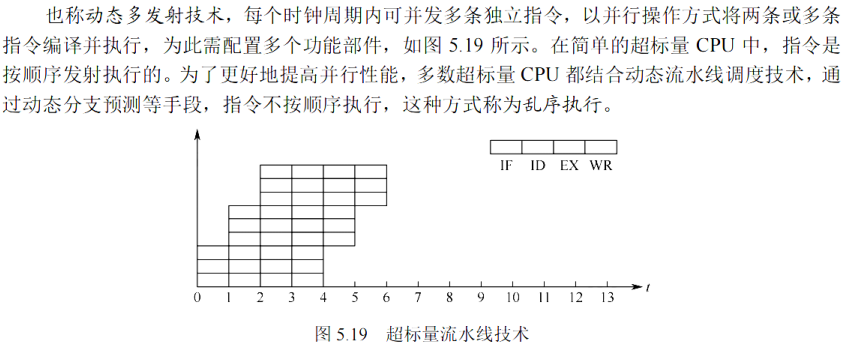 也称动态多发射技术，每个时钟周期内可并发多条独立指令，以并行操作方式将两条或多条
指令编译并执行，为此需配置多个功能部件，如图 5.19 所示。在简单的超标量 CPU 中，指令是
按顺序发射执行的。为了更好地提高并行性能，多数超标量 CPU 都结合动态流水线调度技术，通
过动态分支预测等手段，指令不按顺序执行，这种方式称为乱序执行。
IF ID EX WR
0 1 2 3 4 5 6 7 8 9 10 11 12 13 t
图 5.19 超标量流水线技术